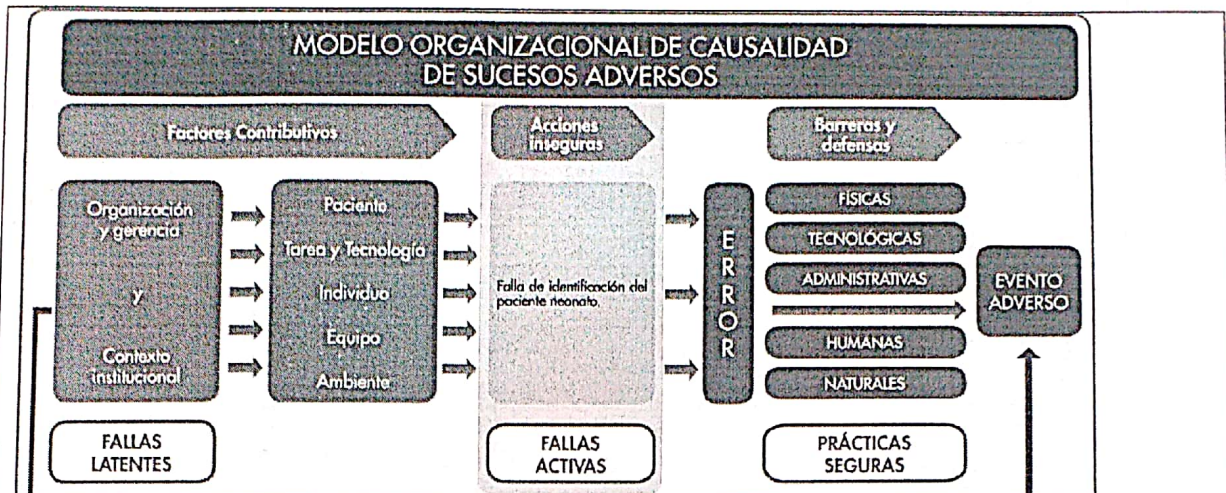 MODELO ORGANIZACIONAL DE CAUSALIDAD
DE SUCESOS ADVERSOS
Factores Contributivos
Acciones
inseguras
Barreras y
defensas
Organización
y gerencia
y
Contexto
institucional
Paciente
Tarea y Tecnología
Individuo
Equipo
Ambiente
Falla de identificación del
paciente neonato.
ERROR
FÍSICAS
TECNOLÓGICAS
ADMINISTRATIVAS
HUMANAS
NATURALES
EVENTO
ADVERSO
FALLAS
LATENTES
FALLAS
ACTIVAS
PRÁCTICAS
SEGURAS